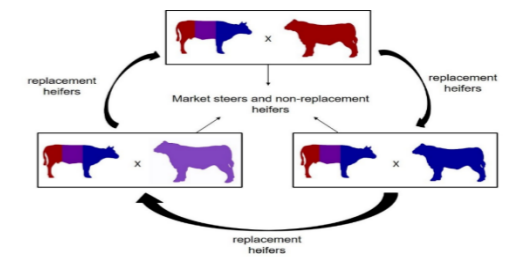 x
replacement
heifers
replacement
heifers
Market steers and non-replacement
heifers
x
x
replacement
heifers